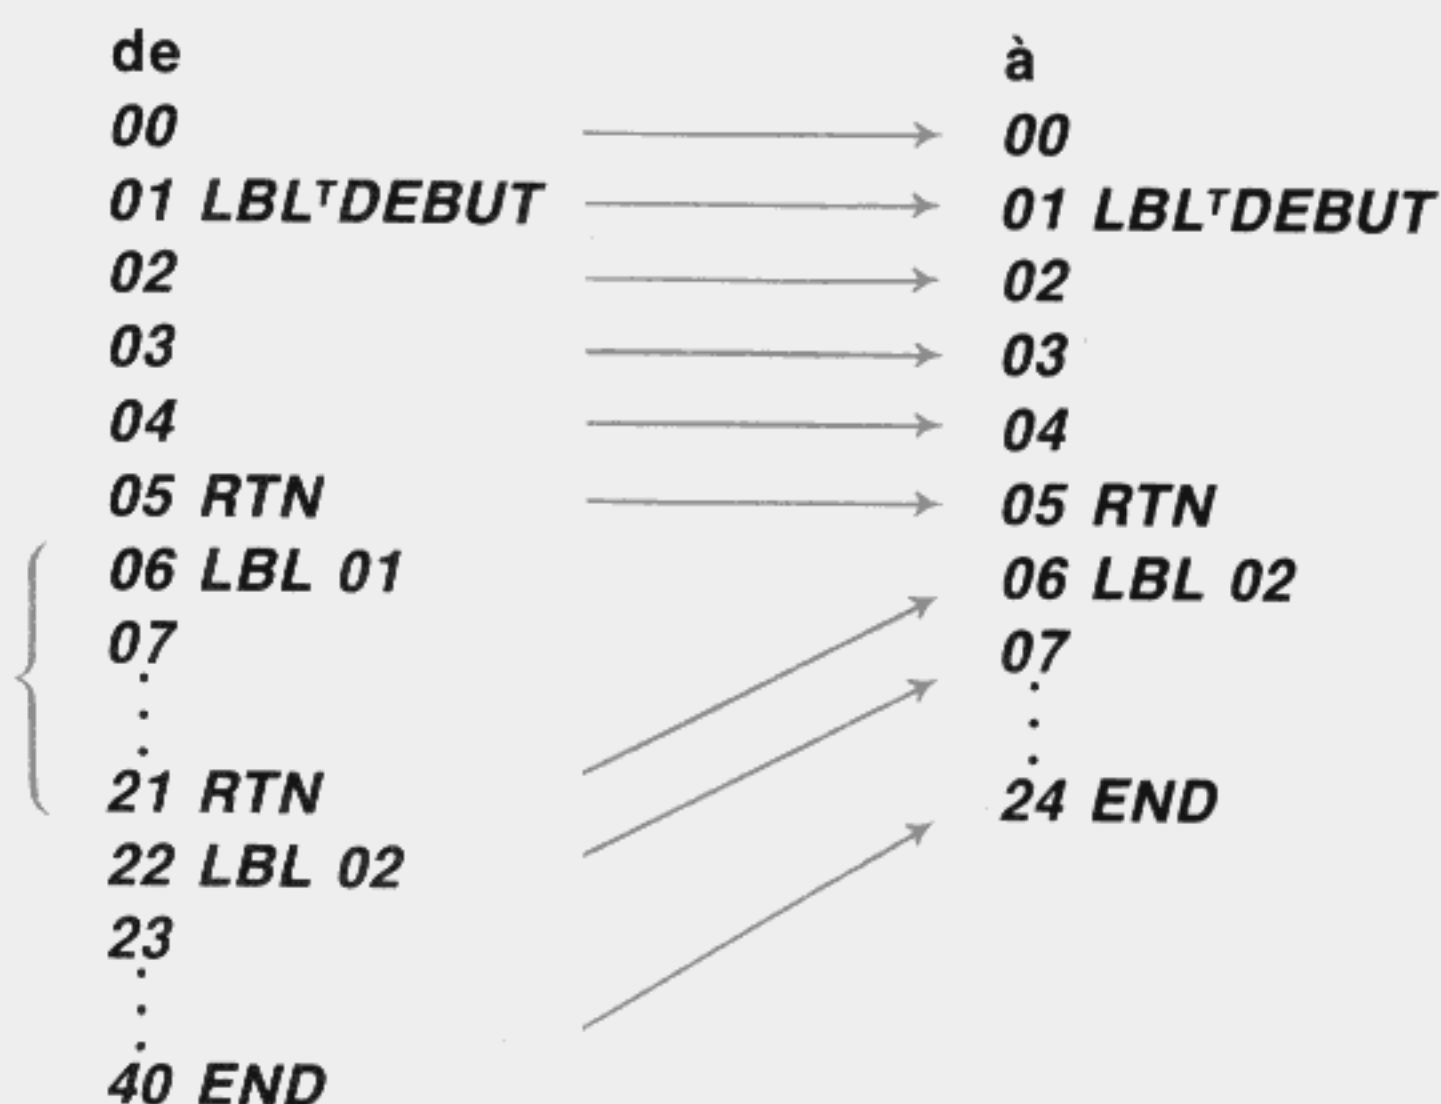 de
00
01 LBLᵀDEBUT
02
03
04
05 RTN
06 LBL 01
07
.
.
.
21 RTN
22 LBL 02
23
.
.
.
40 END
à
00
01 LBLᵀDEBUT
02
03
04
05 RTN
06 LBL 02
07
.
.
.
24 END